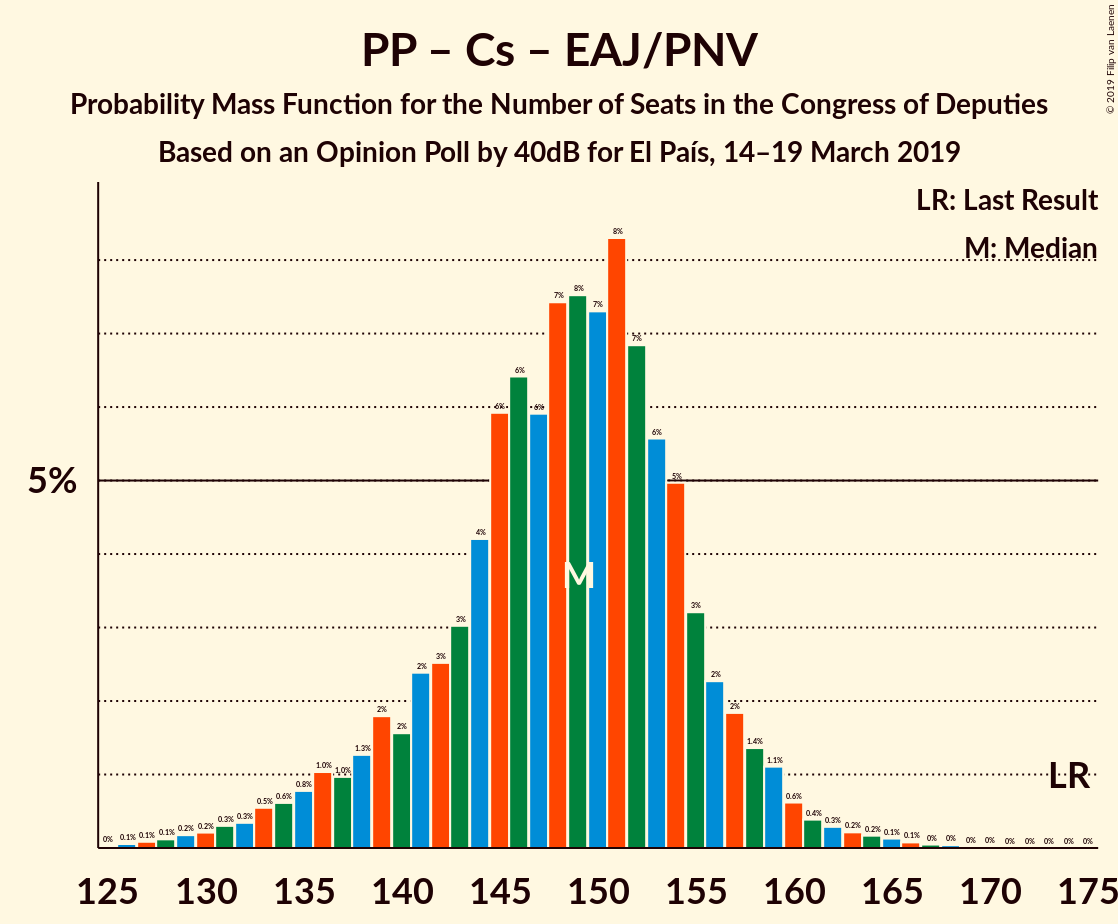 PP – Cs – EAJ/PNV
Probability Mass Function for the Number of Seats in the Congress of Deputies
Based on an Opinion Poll by 40dB for El País, 14–19 March 2019
© 2019 Filip van Laenen
LR: Last Result
M: Median
5%
0% 0.1% 0.1% 0.1% 0.2% 0.2% 0.3% 0.3% 0.5% 0.6% 0.8% 1.0% 1.0% 1.3% 2% 2% 2% 3% 3% 4% 6% 6% 6% 7% 8% 7% 8% 7% 6% 5% 3% 2% 2% 1.4% 1.1% 0.6% 0.4% 0.3% 0.2% 0.2% 0.1% 0.1% 0% 0% 0% 0% 0% 0% 0% 0% 0%
M
LR
125 130 135 140 145 150 155 160 165 170 175